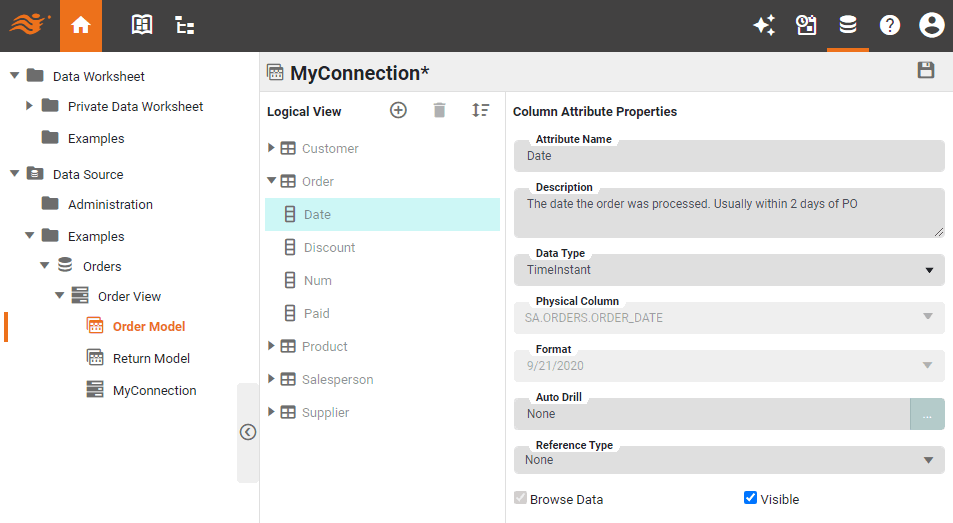 Data Worksheet
Private Data Worksheet
Examples
Data Source
Administration
Examples
Orders
Order View
Order Model
Return Model
MyConnection
MyConnection*
Logical View
Customer
Order
Date
Discount
Num
Paid
Product
Salesperson
Supplier
Column Attribute Properties
Attribute Name
Date
Description
The date the order was processed. Usually within 2 days of PO
Data Type
TimeInstant
Physical Column
SA.ORDERS.ORDER_DATE
Format
9/21/2020
Auto Drill
None
...
Reference Type
None
Browse Data
Visible